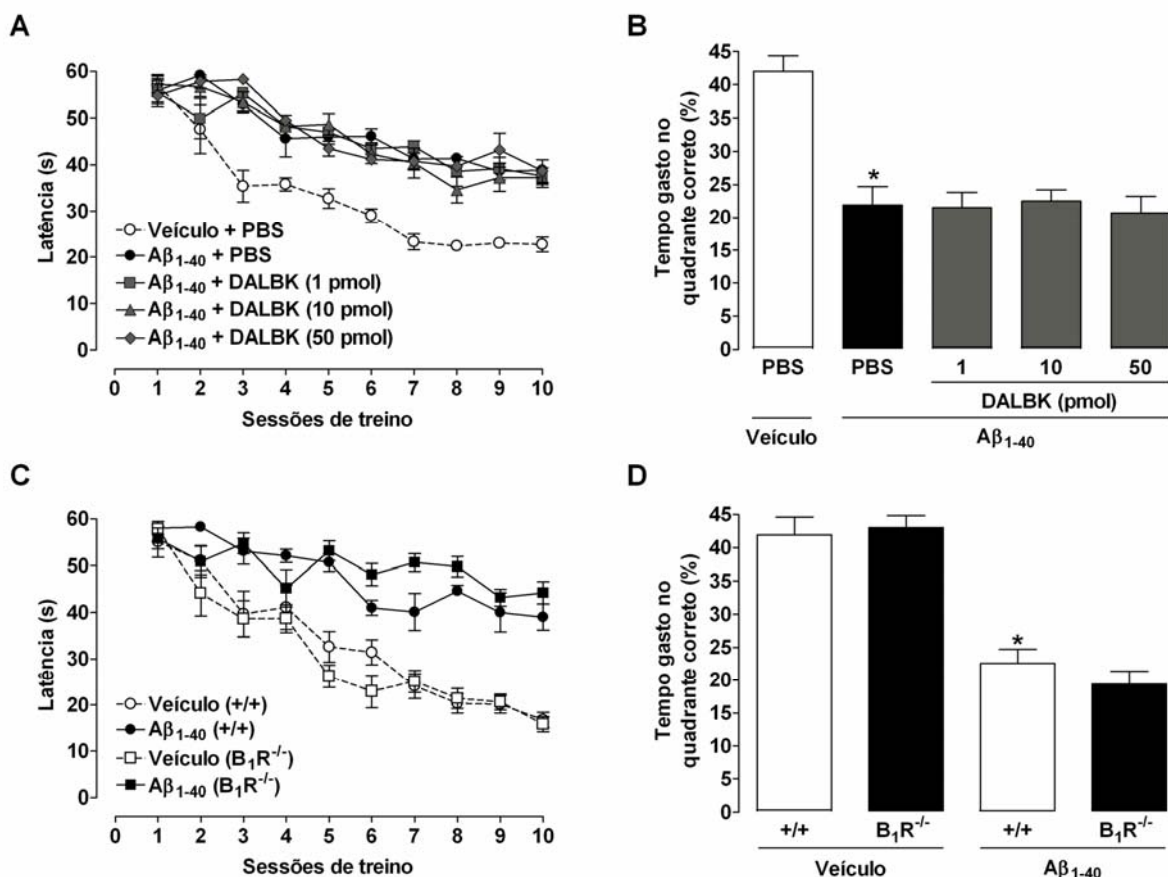 A
60
50
40
30
20
10
0
Latência (s)
Veículo + PBS
Aβ1-40 + PBS
Aβ1-40 + DALBK (1 pmol)
Aβ1-40 + DALBK (10 pmol)
Aβ1-40 + DALBK (50 pmol)
0 1 2 3 4 5 6 7 8 9 10
Sessões de treino
B
45
40
35
30
25
20
15
10
5
0
Tempo gasto no
quadrante correto (%)
*
PBS PBS 1 10 50
DALBK (pmol)
Veículo Aβ1-40
C
60
50
40
30
20
10
0
Latência (s)
Veículo (+/+)
Aβ1-40 (+/+)
Veículo (B1R-/-)
Aβ1-40 (B1R-/-)
0 1 2 3 4 5 6 7 8 9 10
Sessões de treino
D
45
40
35
30
25
20
15
10
5
0
Tempo gasto no
quadrante correto (%)
*
+/+ B1R-/- +/+ B1R-/-
Veículo Aβ1-40